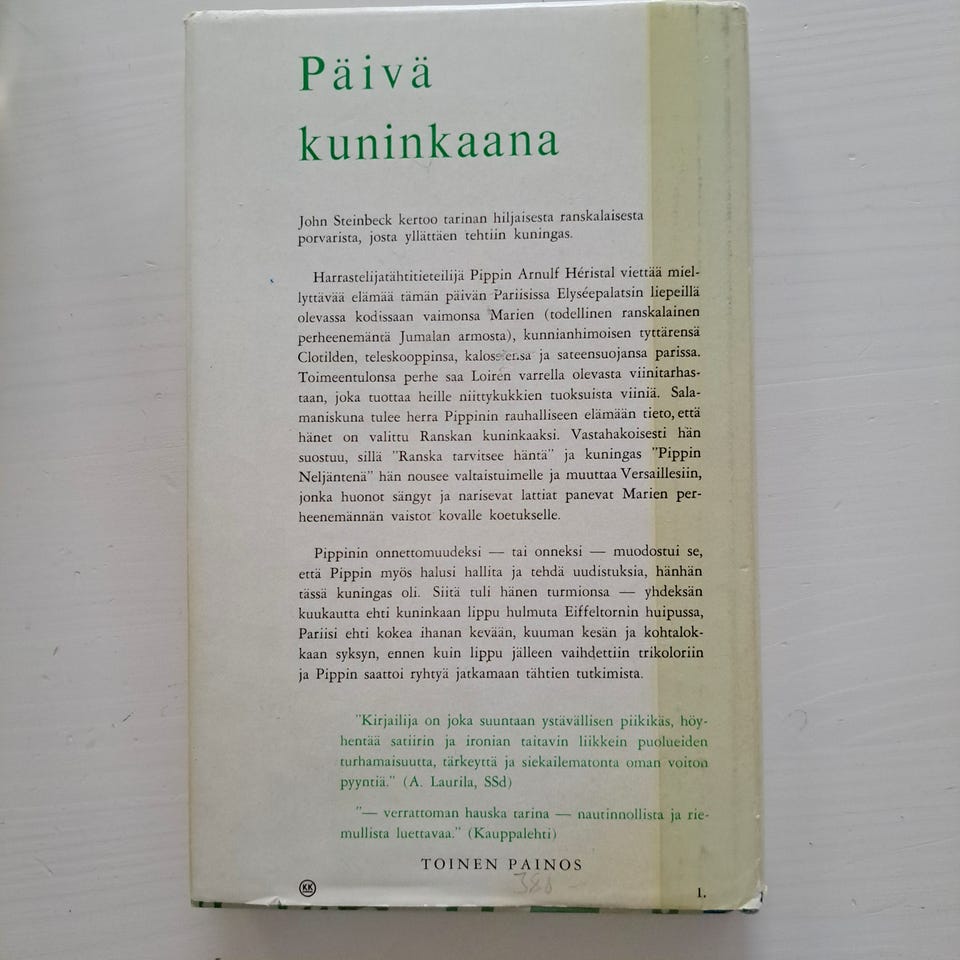 Päivä
kuninkaana
John Steinbeck kertoo tarinan hiljaisesta ranskalaisesta
porvarista, josta yllättäen tehtiin kuningas.
Harrastelijatähtitieteilijä Pippin Arnulf Héristal viettää miel-
lyttävää elämää tämän päivän Pariisissa Elyséepalatsin liepeillä
olevassa kodissaan vaimonsa Marien (todellinen ranskalainen
perheenemäntä Jumalan armosta), kunnianhimoisen tyttärensä
Clotilden, teleskooppinsa, kalossiensa ja sateensuojansa parissa.
Toimeentulonsa perhe saa Loiren varrella olevasta viinitarhas-
taan, joka tuottaa heille niittykukkien tuoksuista viiniä. Sala-
maniskuna tulee herra Pippinin rauhalliseen elämään tieto, että
hänet on valittu Ranskan kuninkaaksi. Vastahakoisesti hän
suostuu, sillä "Ranska tarvitsee häntä" ja kuningas "Pippin
Neljäntenä" hän nousee valtaistuimelle ja muuttaa Versaillesiin,
jonka huonot sängyt ja narisevat lattiat panevat Marien per-
heenemännän vaistot kovalle koetukselle.
Pippinin onnettomuudeksi — tai onneksi — muodostui se,
että Pippin myös halusi hallita ja tehdä uudistuksia, hänhän
tässä kuningas oli. Siitä tuli hänen turmionsa — yhdeksän
kuukautta ehti kuninkaan lippu hulmuta Eiffeltornin huipussa,
Pariisi ehti kokea ihanan kevään, kuuman kesän ja kohtalok-
kaan syksyn, ennen kuin lippu jälleen vaihdettiin trikoloriin
ja Pippin saattoi ryhtyä jatkamaan tähtien tutkimista.
"Kirjailija on joka suuntaan ystävällisen piikikäs, höy-
hentää satiirin ja ironian taitavin liikkein puolueiden
turhamaisuutta, tärkeyttä ja siekailematonta oman voiton
pyyntiä." (A. Laurila, SSd)
"— verrattoman hauska tarina — nautinnollista ja rie-
mullista luettavaa." (Kauppalehti)
TOINEN PAINOS
380 –
KK
1.